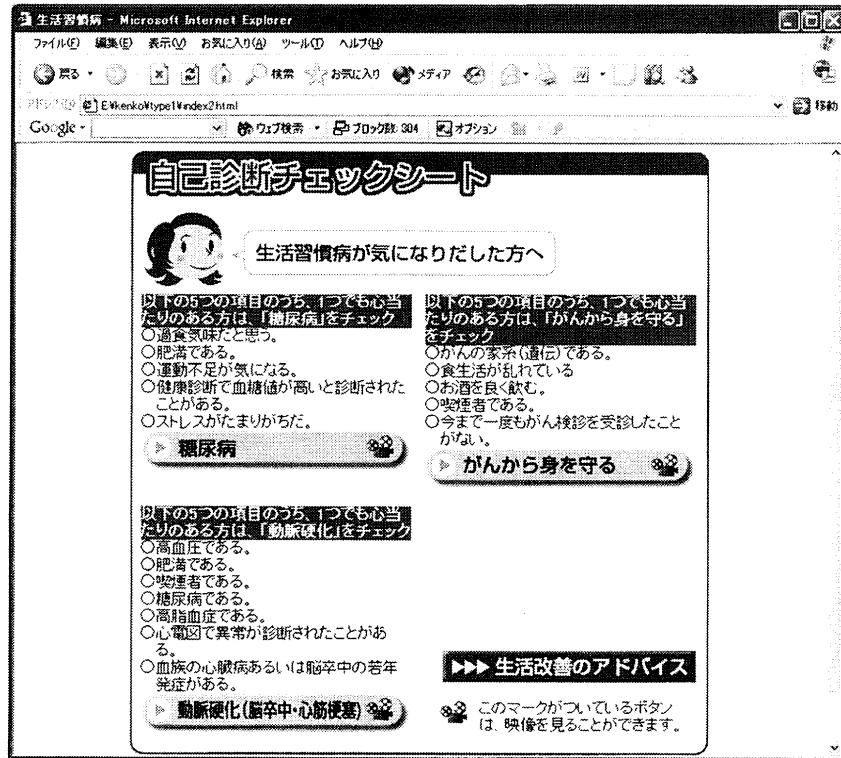 生活習慣病 - Microsoft Internet Explorer
ファイル(F) 編集(E) 表示(V) お気に入り(A) ツール(T) ヘルプ(H)
戻る 検索 お気に入り メディア
E:¥kenko¥type1¥index2.html 移動
Google ウェブ検索 ブロック数: 304 オプション
自己診断チェックシート
生活習慣病が気になりだした方へ
以下の5つの項目のうち、1つでも心当
たりのある方は、「糖尿病」をチェック
○過食気味だと思う。
○肥満である。
○運動不足が気になる。
○健康診断で血糖値が高いと診断された
ことがある。
○ストレスがたまりがちだ。
糖尿病
以下の5つの項目のうち、1つでも心当
たりのある方は、「がんから身を守る」
をチェック
○がんの家系(遺伝)である。
○食生活が乱れている
○お酒を良く飲む。
○喫煙者である。
○今まで一度もがん検診を受診したこと
がない。
がんから身を守る
以下の5つの項目のうち、1つでも心当
たりのある方は、「動脈硬化」をチェック
○高血圧である。
○肥満である。
○喫煙者である。
○糖尿病である。
○高脂血症である。
○心電図で異常が診断されたことがあ
る。
○血族の心臓病あるいは脳卒中の若年
発症がある。
動脈硬化(脳卒中・心筋梗塞)
▶▶▶ 生活改善のアドバイス
このマークがついているボタン
は、映像を見ることができます。